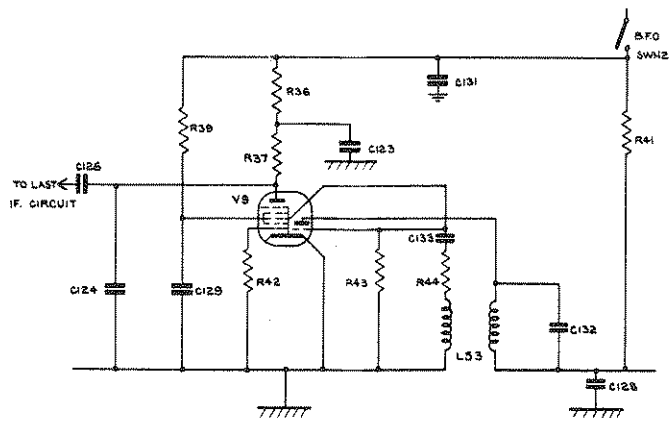 B.F.O
SWN2
C131
R36
R39
C123
R41
R37
C126
TO LAST
I.F. CIRCUIT
V9
C133
R42
R43
R44
C124
C129
C132
L53
C128